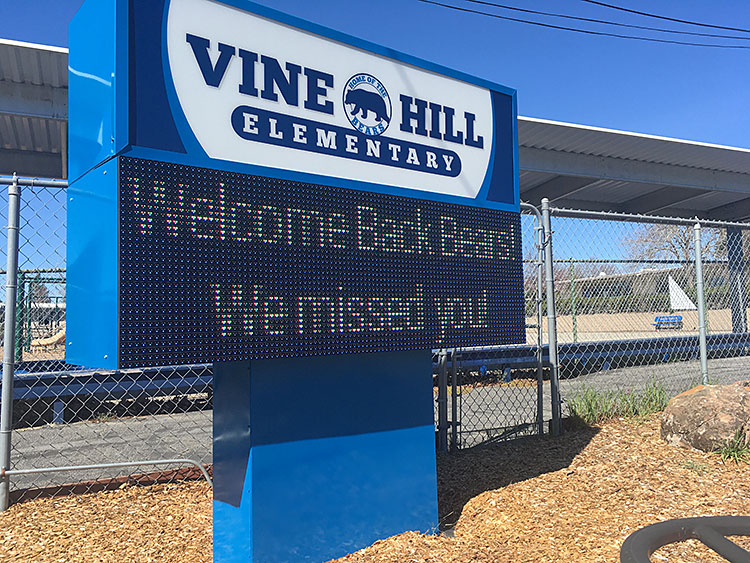 VINE HILL
HOME OF THE
BEARS
ELEMENTARY
Welcome Back Bears!
We missed you!